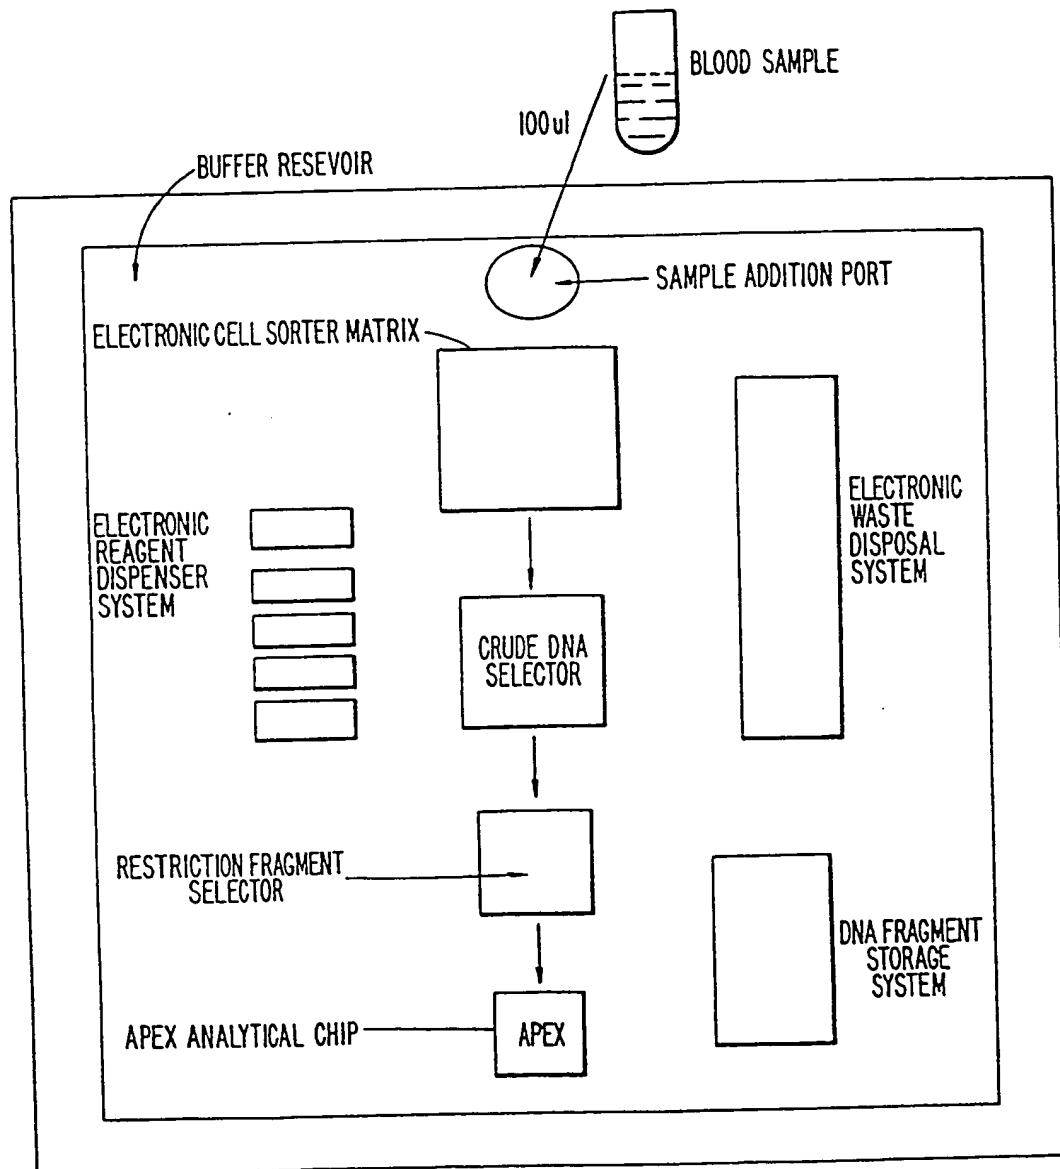 BLOOD SAMPLE
100ul
BUFFER RESEVOIR
SAMPLE ADDITION PORT
ELECTRONIC CELL SORTER MATRIX
ELECTRONIC
REAGENT
DISPENSER
SYSTEM
ELECTRONIC
WASTE
DISPOSAL
SYSTEM
CRUDE DNA
SELECTOR
RESTRICTION FRAGMENT
SELECTOR
DNA FRAGMENT
STORAGE
SYSTEM
APEX ANALYTICAL CHIP
APEX